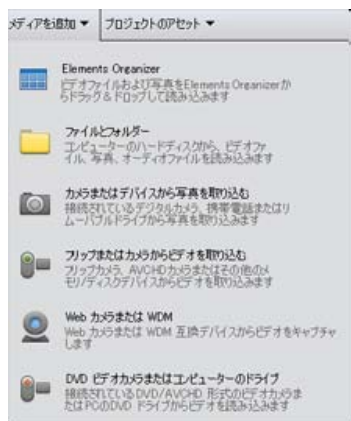 メディアを追加 ▼ プロジェクトのアセット ▼
Elements Organizer
ビデオファイルおよび写真をElements Organizerか
らドラッグ＆ドロップして読み込みます
ファイルとフォルダー
コンピューターのハードディスクから、ビデオファ
イル、写真、オーディオファイルを読み込みます
カメラまたはデバイスから写真を取り込む
接続されているデジタルカメラ、携帯電話またはリ
ムーバブルドライブから写真を取り込みます
フリップまたはカメラからビデオを取り込む
フリップカメラ、AVCHDカメラまたはその他のメ
モリ/ディスクデバイスからビデオを取り込みます
Web カメラまたは WDM
Web カメラまたは WDM 互換デバイスからビデオをキャプチャ
します
DVD ビデオカメラまたはコンピューターのドライブ
接続されているDVD/AVCHD 形式のビデオカメラま
たはPCのDVD ドライブからビデオを読み込みます